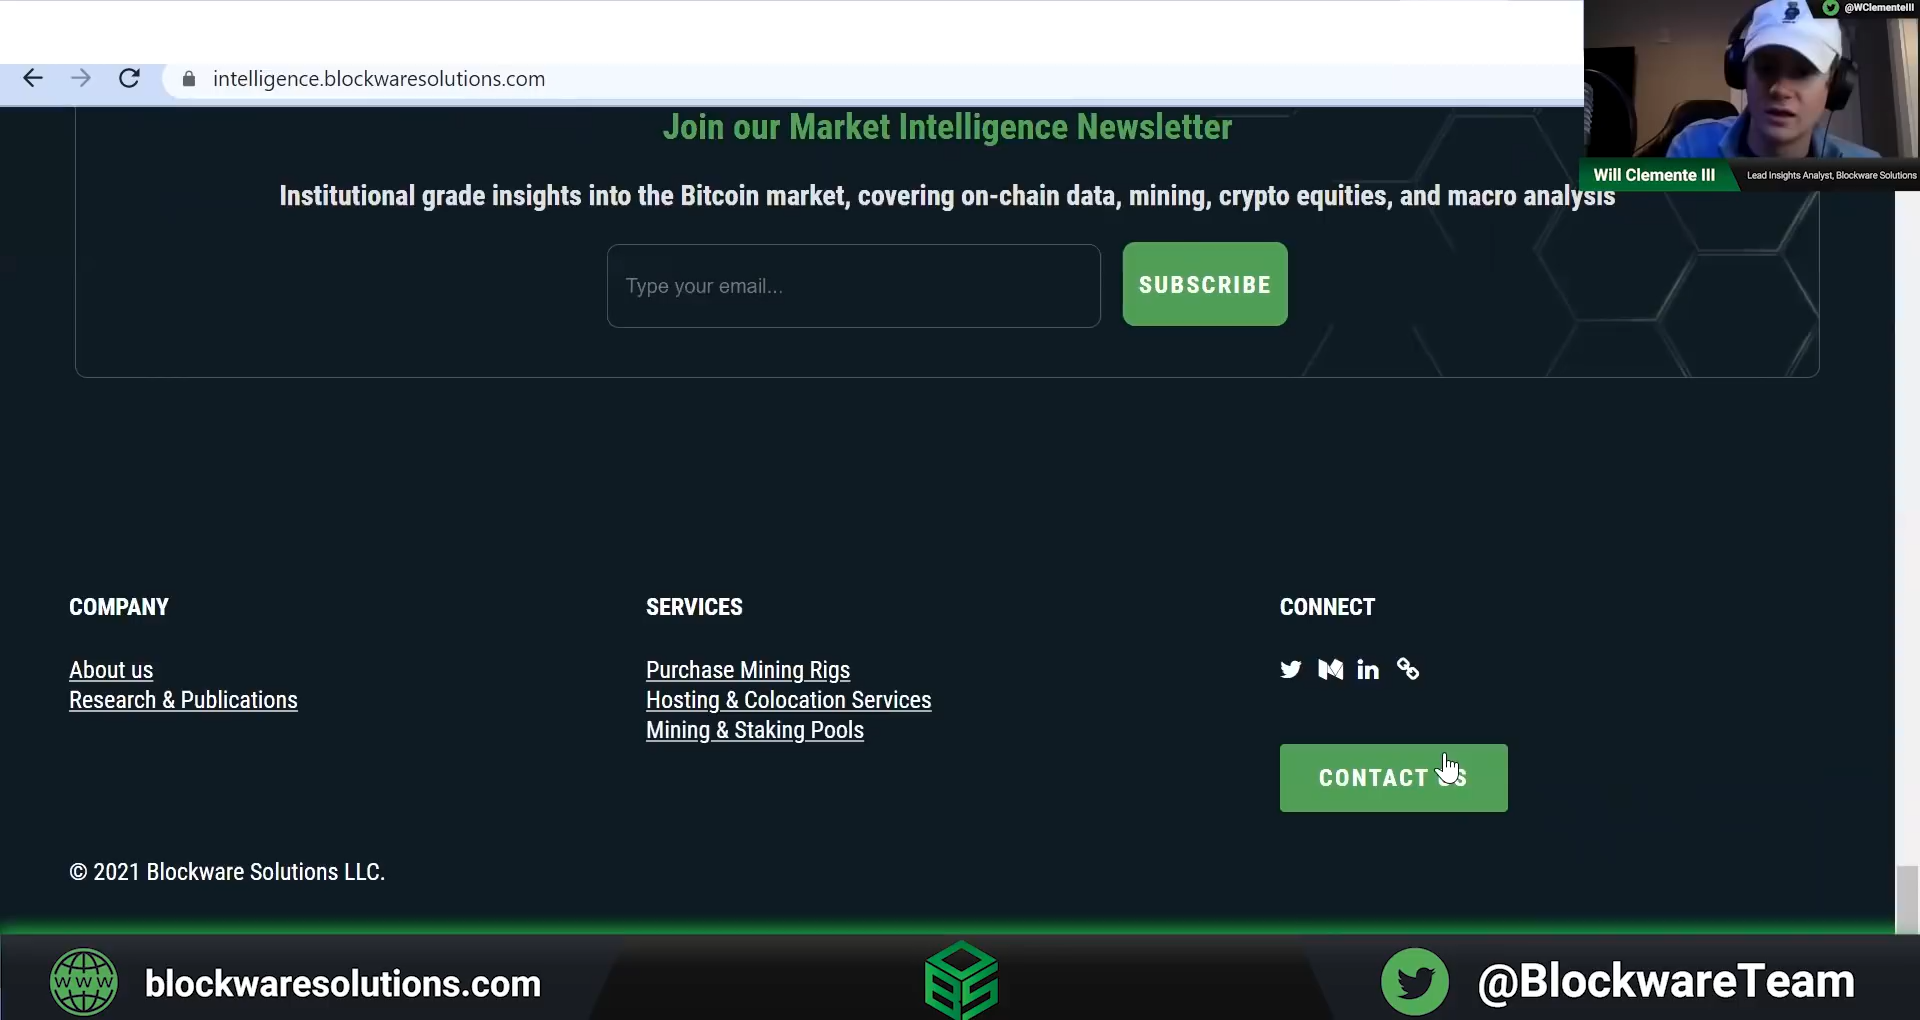 @WClementeIII
intelligence.blockwaresolutions.com
Will Clemente III
Lead Insights Analyst, Blockware Solutions
Join our Market Intelligence Newsletter
Institutional grade insights into the Bitcoin market, covering on-chain data, mining, crypto equities, and macro analysis
Type your email...
SUBSCRIBE
COMPANY
About us
Research & Publications
SERVICES
Purchase Mining Rigs
Hosting & Colocation Services
Mining & Staking Pools
CONNECT
CONTACT US
© 2021 Blockware Solutions LLC.
WWW
blockwaresolutions.com
BS
@BlockwareTeam